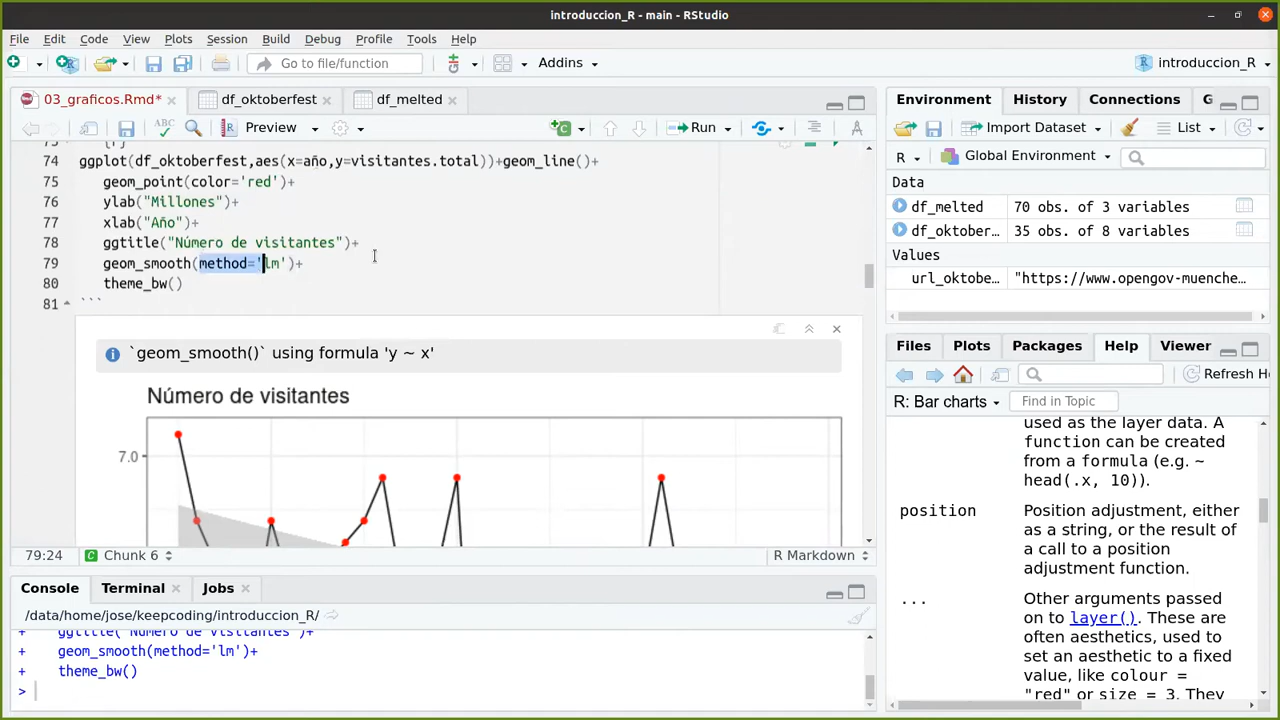 introduccion_R - main - RStudio
File Edit Code View Plots Session Build Debug Profile Tools Help
Go to file/function Addins introduccion_R
03_graficos.Rmd* df_oktoberfest df_melted
ABC Preview Run
74 ggplot(df_oktoberfest,aes(x=año,y=visitantes.total))+geom_line()+
75 geom_point(color='red')+
76 ylab("Millones")+
77 xlab("Año")+
78 ggtitle("Número de visitantes")+
79 geom_smooth(method='lm')+
80 theme_bw()
81 ```
`geom_smooth()` using formula 'y ~ x'
Número de visitantes
7.0
79:24 Chunk 6 R Markdown
Console Terminal Jobs
/data/home/jose/keepcoding/introduccion_R/
+ ggtitle("Número de visitantes")+
+ geom_smooth(method='lm')+
+ theme_bw()
>
Environment History Connections G
Import Dataset List
R Global Environment
Data
df_melted 70 obs. of 3 variables
df_oktober… 35 obs. of 8 variables
Values
url_oktobe… "https://www.opengov-muenche…
Files Plots Packages Help Viewer
Refresh He
R: Bar charts Find in Topic
used as the layer data. A
function can be created
from a formula (e.g. ~
head(.x, 10)).
position Position adjustment, either
as a string, or the result of
a call to a position
adjustment function.
... Other arguments passed
on to layer(). These are
often aesthetics, used to
set an aesthetic to a fixed
value, like colour =
"red" or size = 3. They